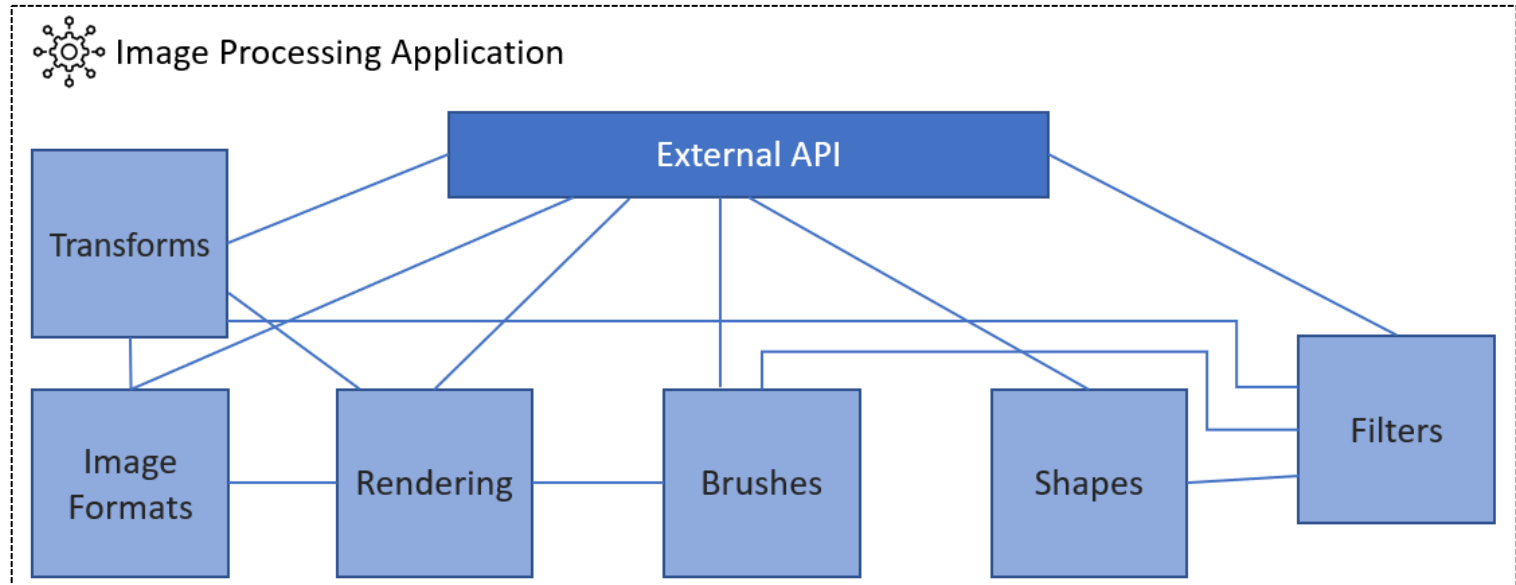 Image Processing Application
External API
Transforms
Filters
Image
Formats
Rendering
Brushes
Shapes